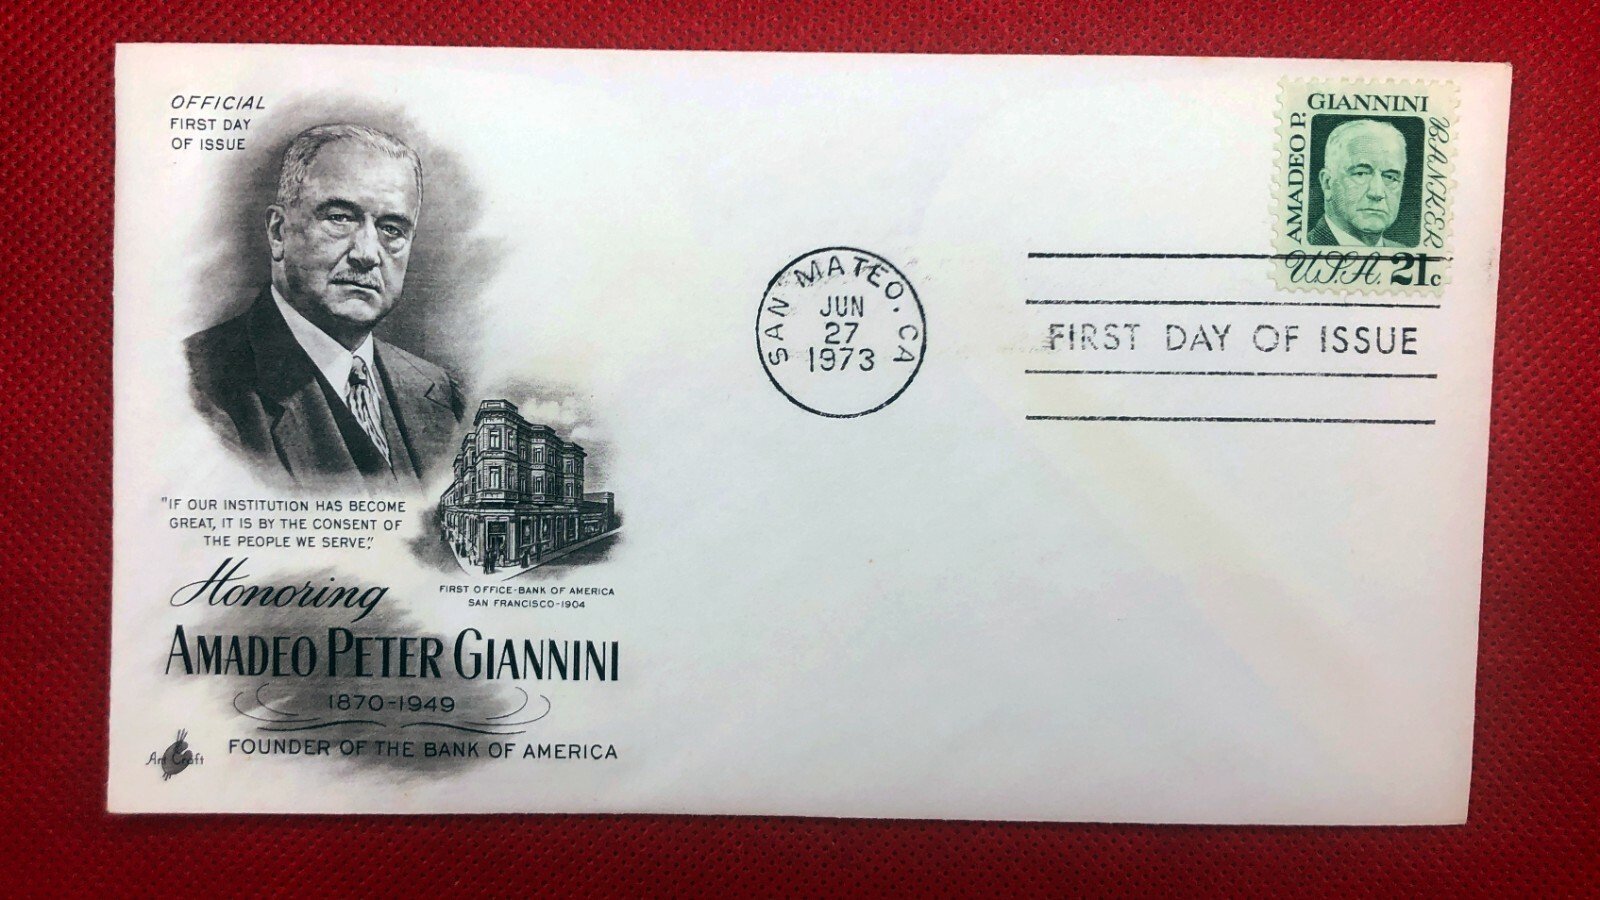 OFFICIAL
FIRST DAY
OF ISSUE
"IF OUR INSTITUTION HAS BECOME
GREAT, IT IS BY THE CONSENT OF
THE PEOPLE WE SERVE."
FIRST OFFICE-BANK OF AMERICA
SAN FRANCISCO-1904
Honoring
AMADEO PETER GIANNINI
1870-1949
FOUNDER OF THE BANK OF AMERICA
Art Craft
SAN MATEO. CA
JUN
27
1973
AMADEO P.
GIANNINI
BANKER
U.S.A. 21c
FIRST DAY OF ISSUE